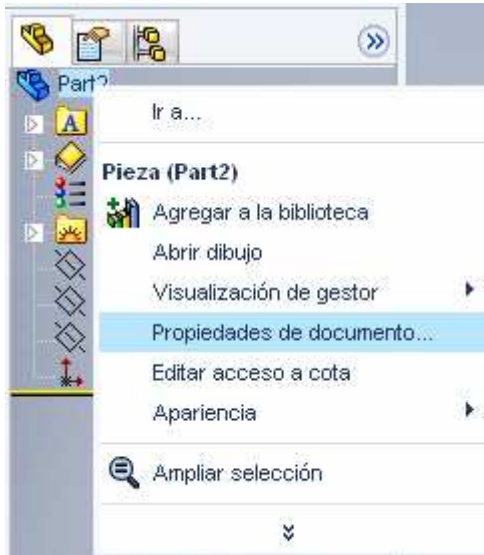 Part2
A
Ir a...
Pieza (Part2)
Agregar a la biblioteca
Abrir dibujo
Visualización de gestor
Propiedades de documento...
Editar acceso a cota
Apariencia
Ampliar selección